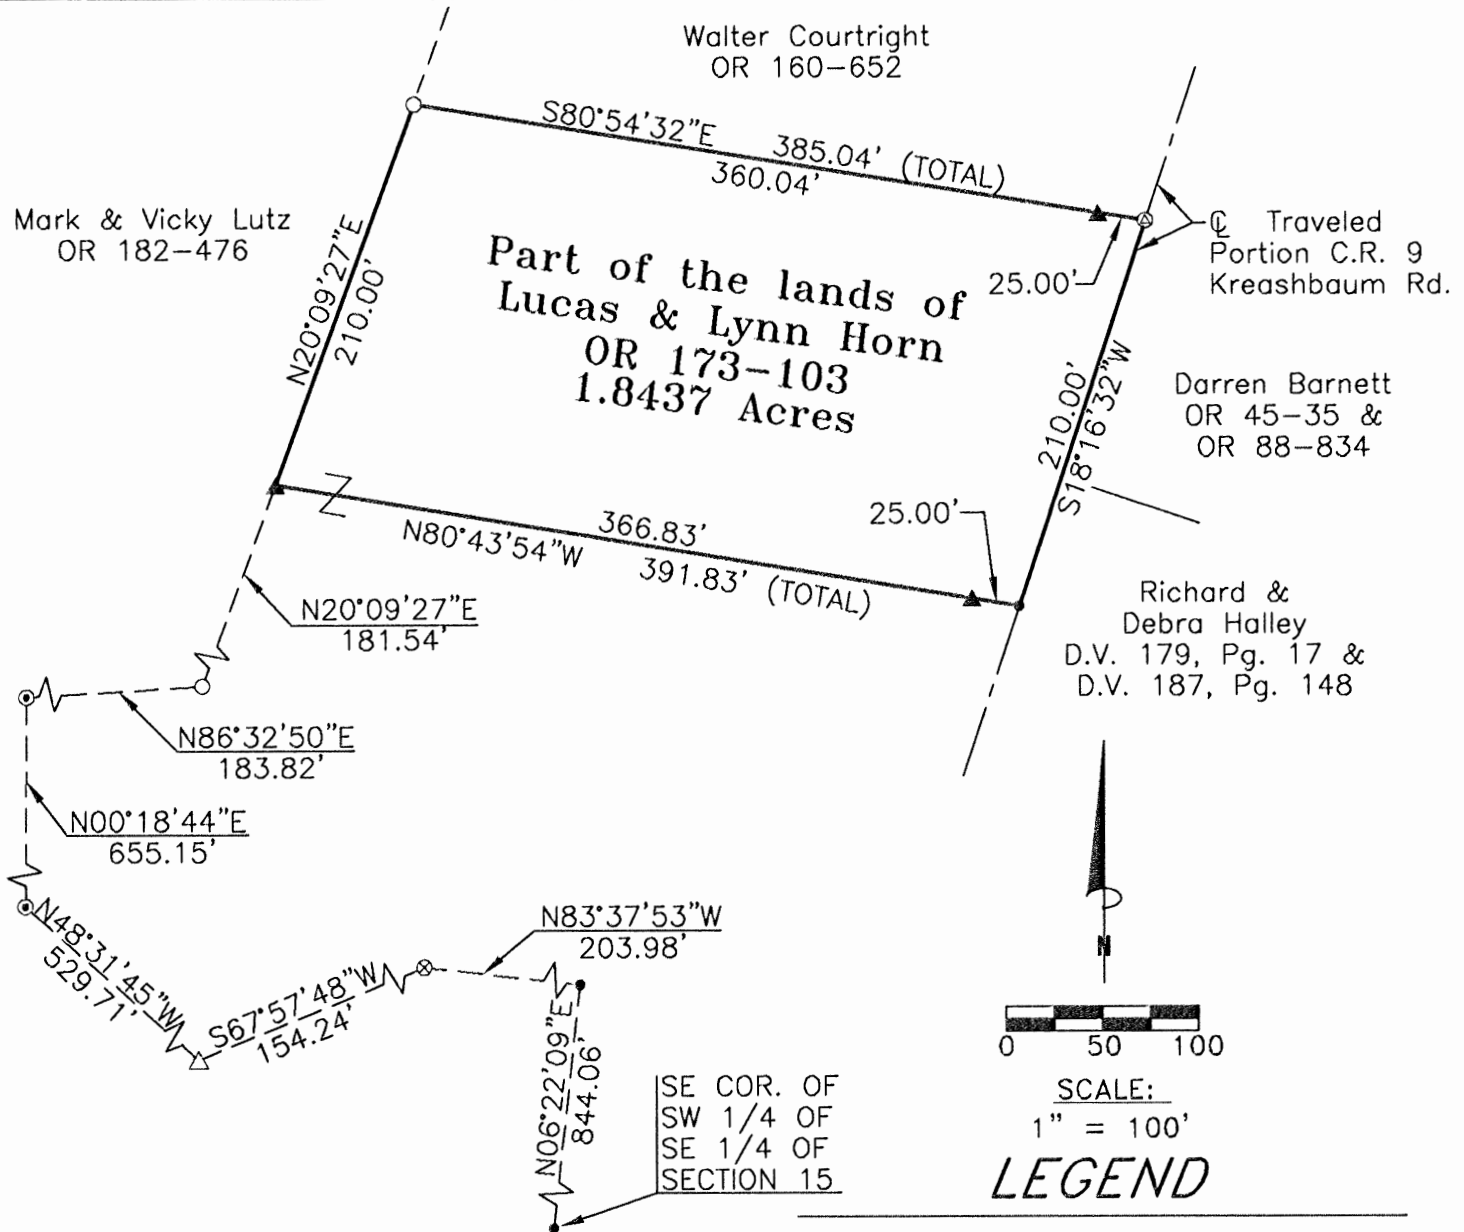 Walter Courtright
OR 160-652
S80°54'32"E
385.04' (TOTAL)
360.04'
Mark & Vicky Lutz
OR 182-476
N20°09'27"E
210.00'
Part of the lands of
Lucas & Lynn Horn
OR 173-103
1.8437 Acres
25.00'
℄ Traveled
Portion C.R. 9
Kreashbaum Rd.
210.00'
S18°16'32"W
Darren Barnett
OR 45-35 &
OR 88-834
25.00'
366.83'
N80°43'54"W
391.83' (TOTAL)
Richard &
Debra Halley
D.V. 179, Pg. 17 &
D.V. 187, Pg. 148
N20°09'27"E
181.54'
N86°32'50"E
183.82'
N00°18'44"E
655.15'
N48°31'45"W
529.71'
S67°57'48"W
154.24'
N83°37'53"W
203.98'
N06°22'09"E
844.06'
SE COR. OF
SW 1/4 OF
SE 1/4 OF
SECTION 15
N
0 50 100
SCALE:
1" = 100'
LEGEND